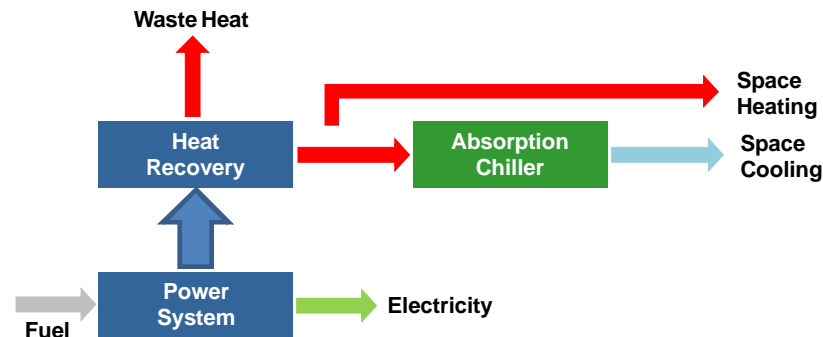 Waste Heat
Space
Heating
Heat
Recovery
Absorption
Chiller
Space
Cooling
Power
System
Electricity
Fuel